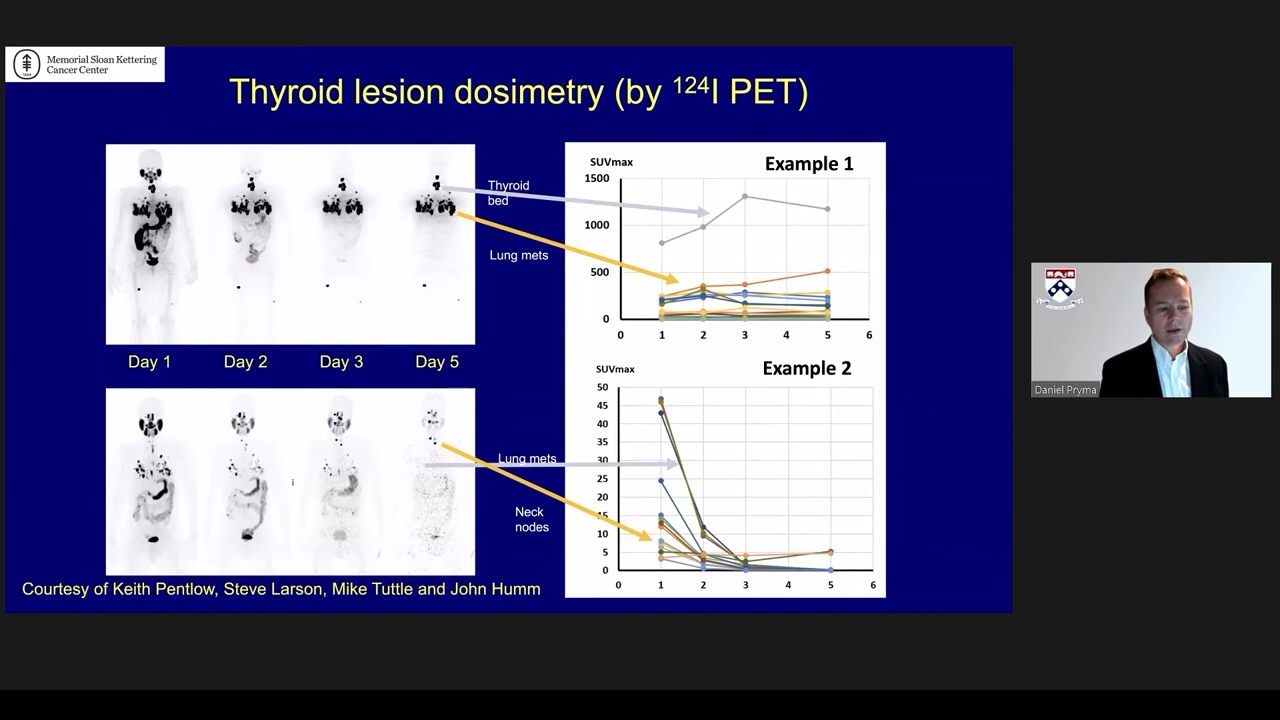 Memorial Sloan Kettering
Cancer Center
Thyroid lesion dosimetry (by ¹²⁴I PET)
Thyroid
bed
Lung mets
Day 1
Day 2
Day 3
Day 5
SUVmax
Example 1
1500
1000
500
0
0 1 2 3 4 5 6
Lung mets
Neck
nodes
SUVmax
Example 2
50
45
40
35
30
25
20
15
10
5
0
0 1 2 3 4 5 6
Courtesy of Keith Pentlow, Steve Larson, Mike Tuttle and John Humm
Daniel Pryma